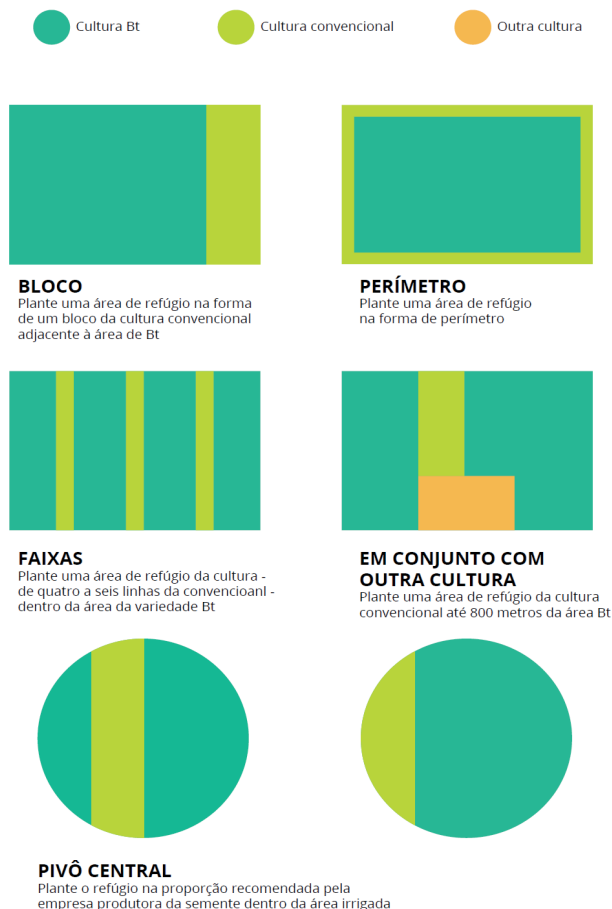 Cultura Bt
Cultura convencional
Outra cultura
BLOCO
Plante uma área de refúgio na forma
de um bloco da cultura convencional
adjacente à área de Bt
PERÍMETRO
Plante uma área de refúgio
na forma de perímetro
FAIXAS
Plante uma área de refúgio da cultura -
de quatro a seis linhas da convencioanl -
dentro da área da variedade Bt
EM CONJUNTO COM
OUTRA CULTURA
Plante uma área de refúgio da cultura
convencional até 800 metros da área Bt
PIVÔ CENTRAL
Plante o refúgio na proporção recomendada pela
empresa produtora da semente dentro da área irrigada